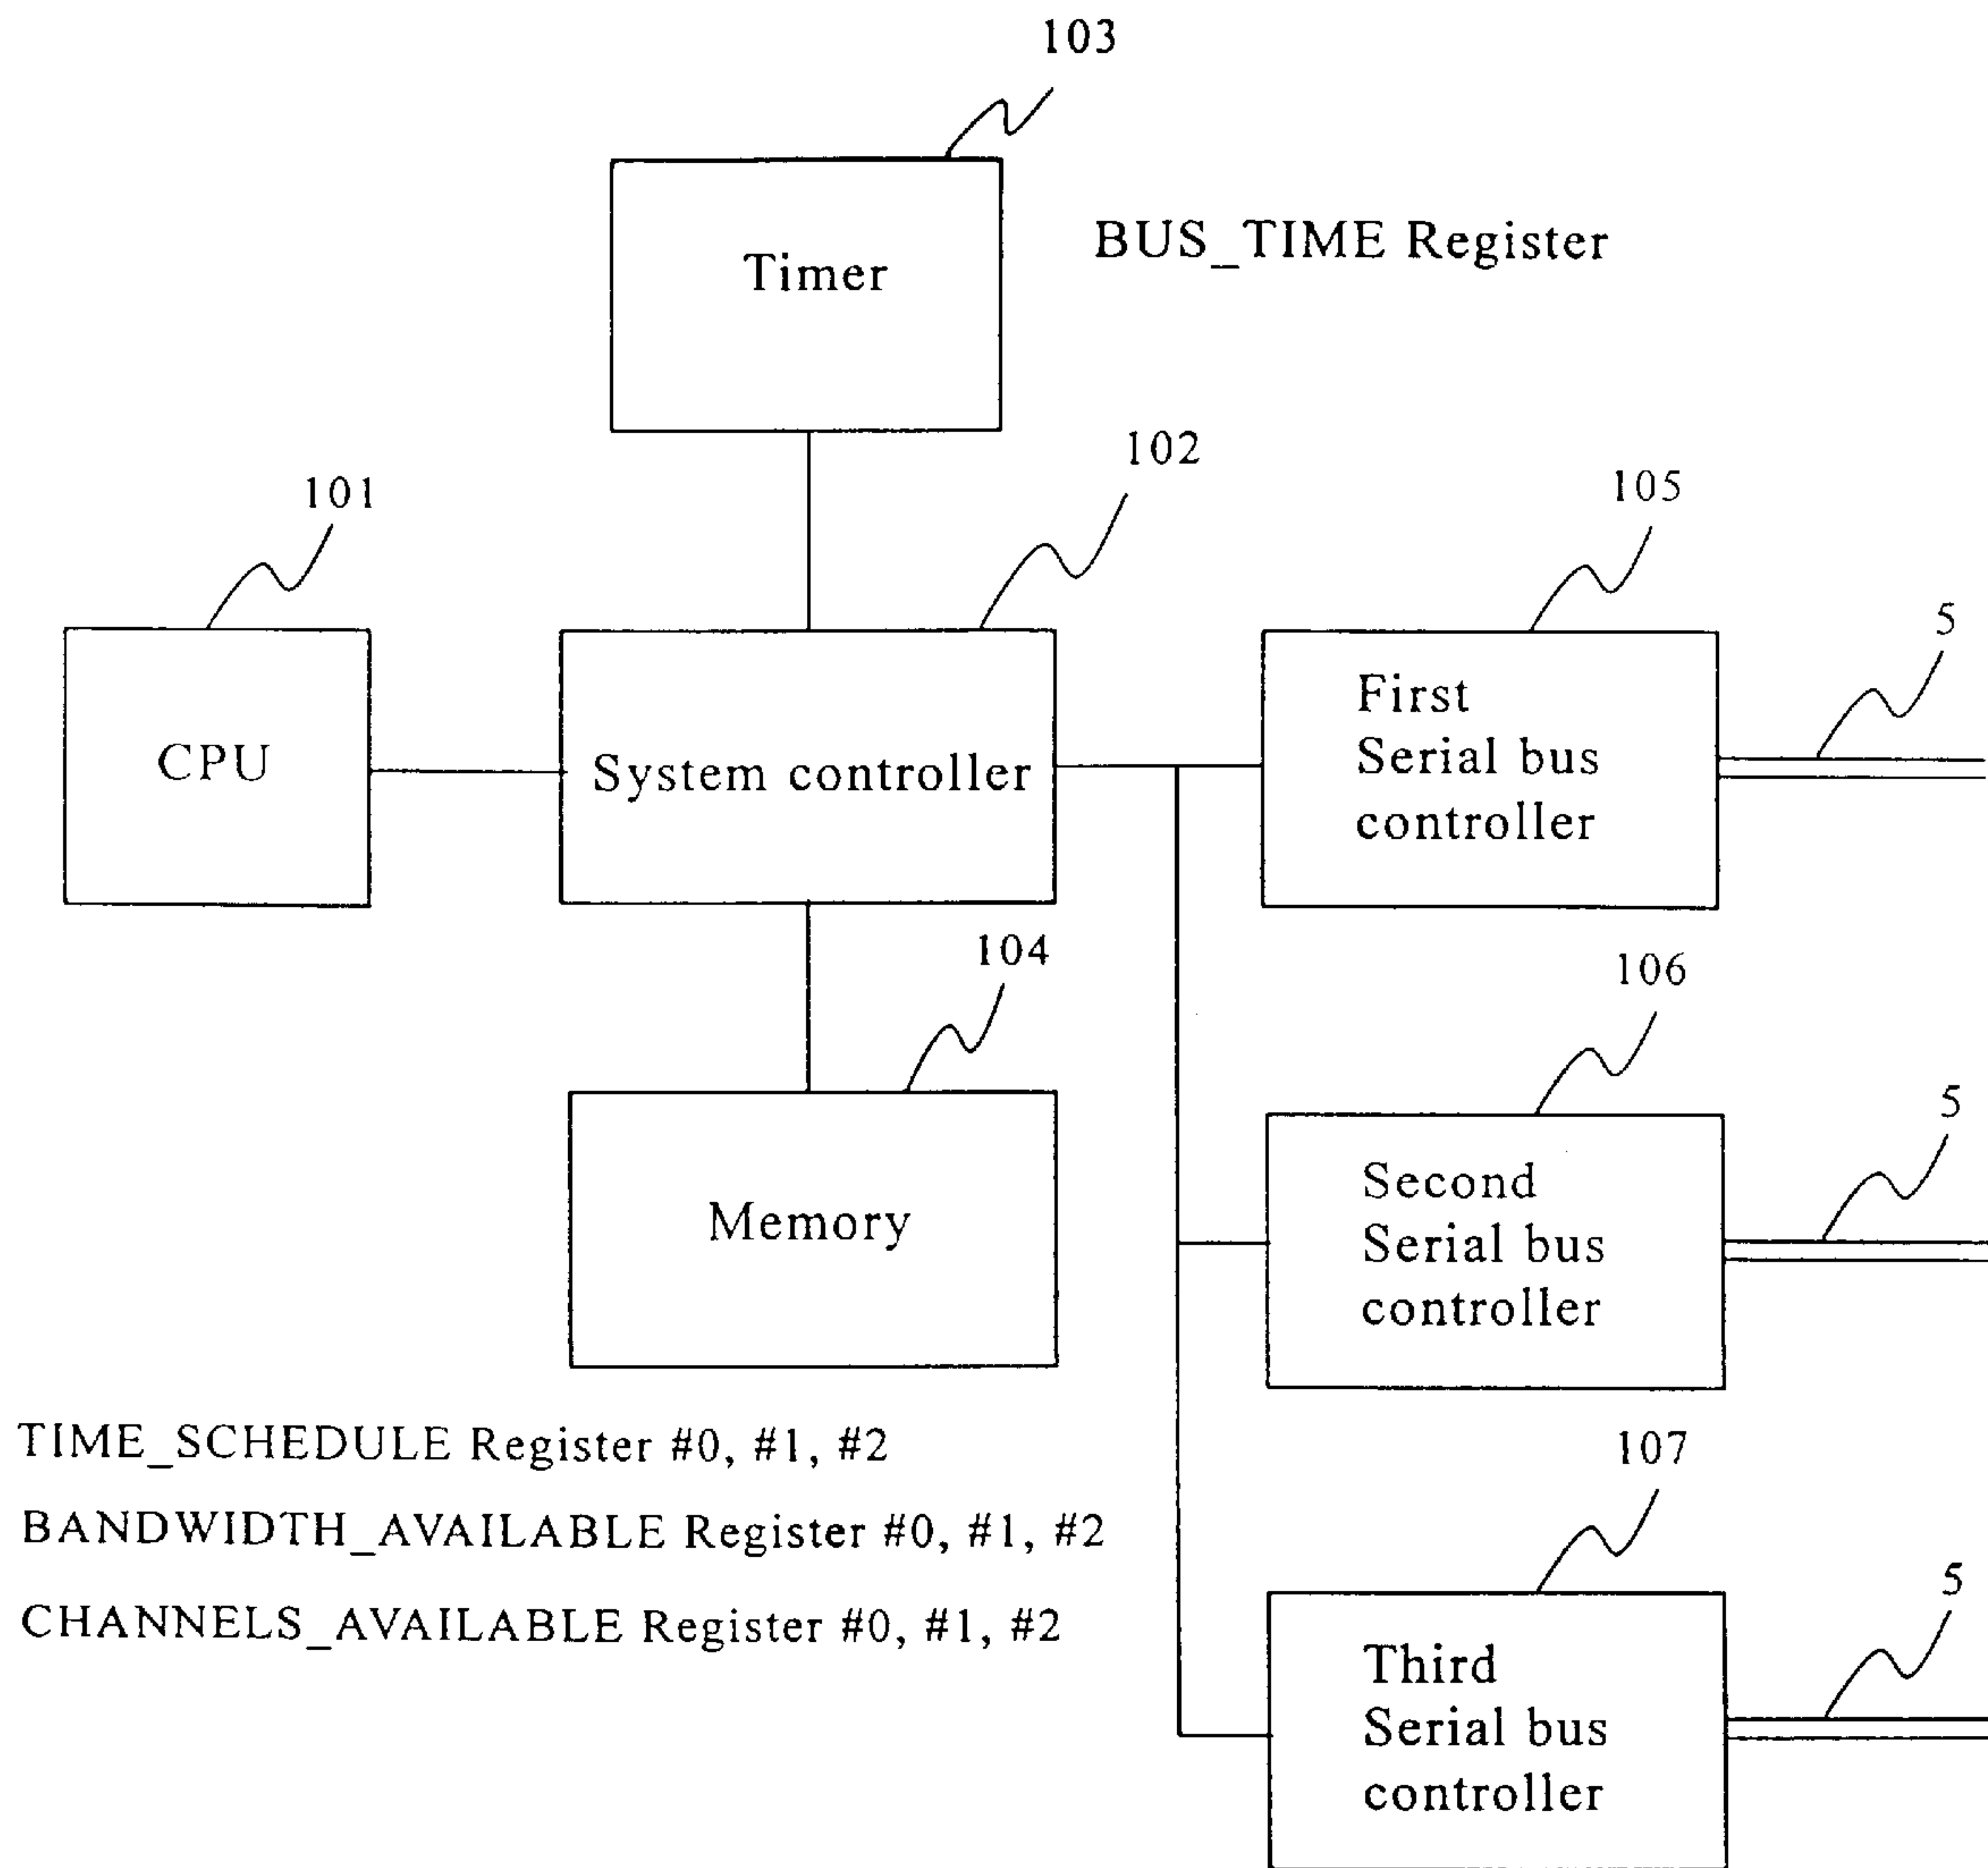 103
Timer
BUS_TIME Register
102
101
105
5
CPU
System controller
First
Serial bus
controller
104
106
5
Memory
Second
Serial bus
controller
TIME_SCHEDULE Register #0, #1, #2
BANDWIDTH_AVAILABLE Register #0, #1, #2
CHANNELS_AVAILABLE Register #0, #1, #2
107
5
Third
Serial bus
controller